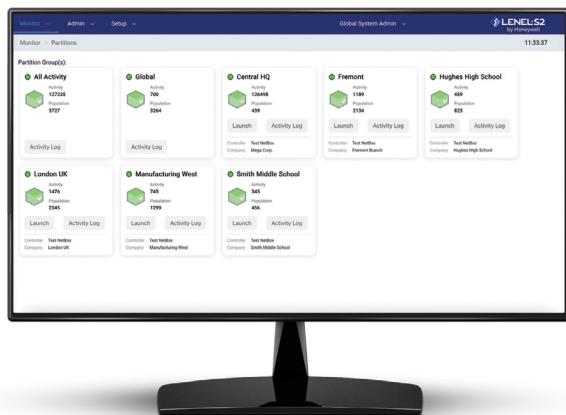 Monitor Admin Setup Global System Admin LENEL·S2
by Honeywell
Monitor > Partitions 11:33:37
Partition Group(s):
All Activity
Activity
127235
Population
3727
Activity Log
Global
Activity
700
Population
3264
Activity Log
Central HQ
Activity
126498
Population
439
Launch Activity Log
Controller Test NetBox
Company Mega Corp.
Fremont
Activity
1189
Population
2134
Launch Activity Log
Controller Test NetBox
Company Fremont Branch
Hughes High School
Activity
459
Population
823
Launch Activity Log
Controller Test NetBox
Company Hughes High School
London UK
Activity
1476
Population
2345
Launch Activity Log
Controller Test NetBox
Company London UK
Manufacturing West
Activity
745
Population
1299
Launch Activity Log
Controller Test NetBox
Company Manufacturing West
Smith Middle School
Activity
345
Population
456
Launch Activity Log
Controller Test NetBox
Company Smith Middle School